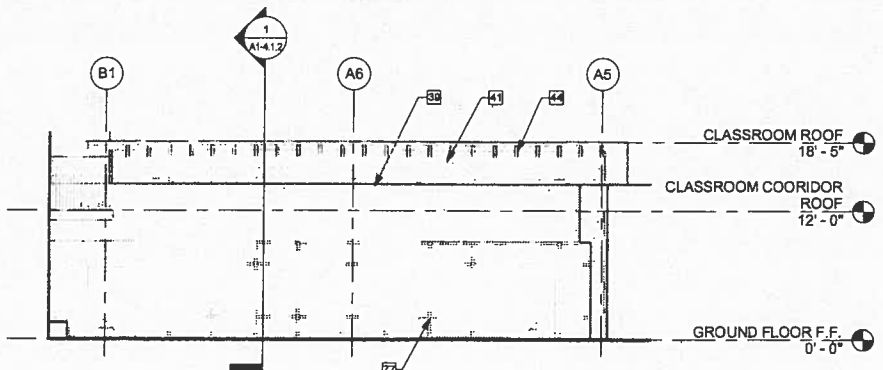 1
A1-4.1.2
B1
A6
A5
39
41
44
CLASSROOM ROOF
18' - 5"
CLASSROOM COORIDOR
ROOF
12' - 0"
GROUND FLOOR F.F.
0' - 0"